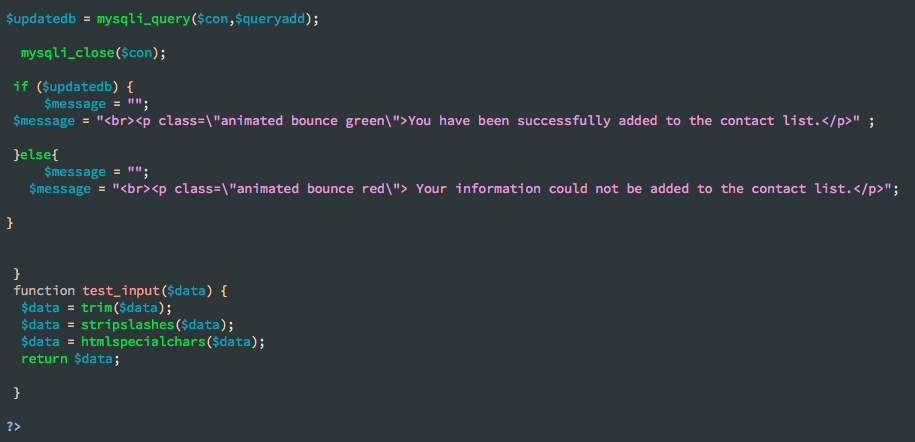 $updatedb = mysqli_query($con,$queryadd);
mysqli_close($con);
if ($updatedb) {
$message = "";
$message = "<br><p class=\"animated bounce green\">You have been successfully added to the contact list.</p>" ;
}else{
$message = "";
$message = "<br><p class=\"animated bounce red\"> Your information could not be added to the contact list.</p>";
}
}
function test_input($data) {
$data = trim($data);
$data = stripslashes($data);
$data = htmlspecialchars($data);
return $data;
}
?>